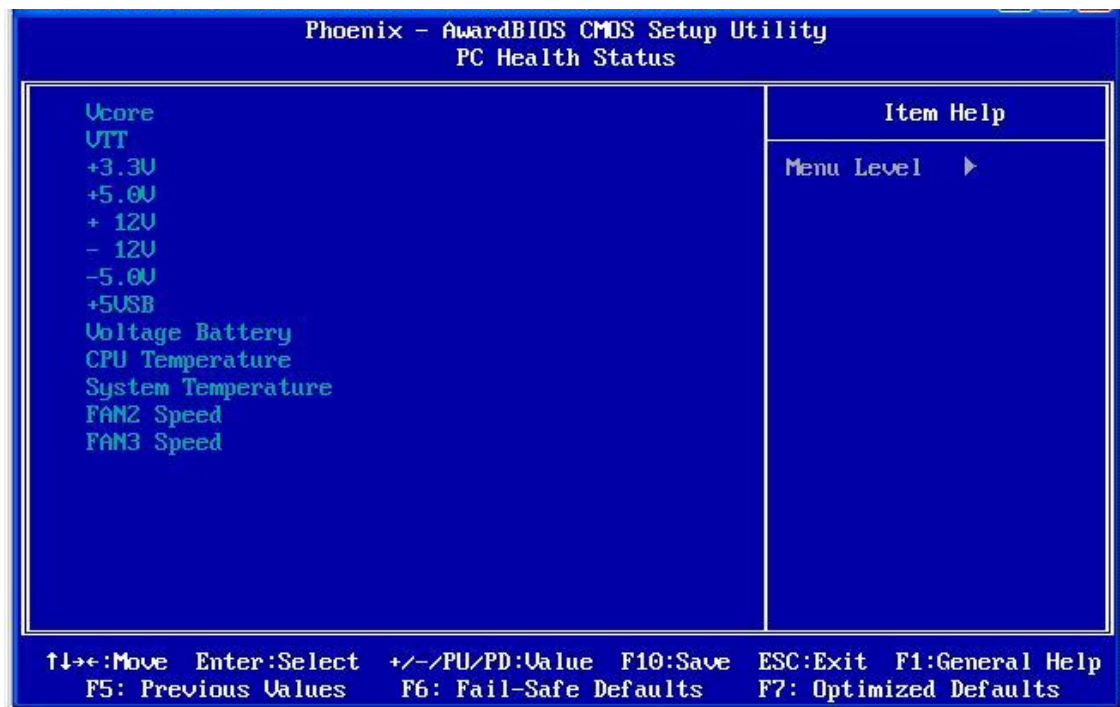 Phoenix - AwardBIOS CMOS Setup Utility
PC Health Status
Vcore
VTT
+3.3V
+5.0V
+ 12V
- 12V
-5.0V
+5VSB
Voltage Battery
CPU Temperature
System Temperature
FAN2 Speed
FAN3 Speed
Item Help
Menu Level ▶
↑↓→←:Move Enter:Select +/-/PU/PD:Value F10:Save ESC:Exit F1:General Help
F5: Previous Values F6: Fail-Safe Defaults F7: Optimized Defaults